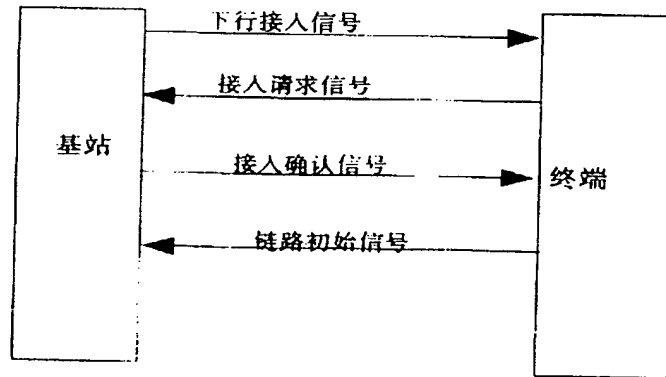 下行接入信号
接入请求信号
基站
接入确认信号
终端
链路初始信号